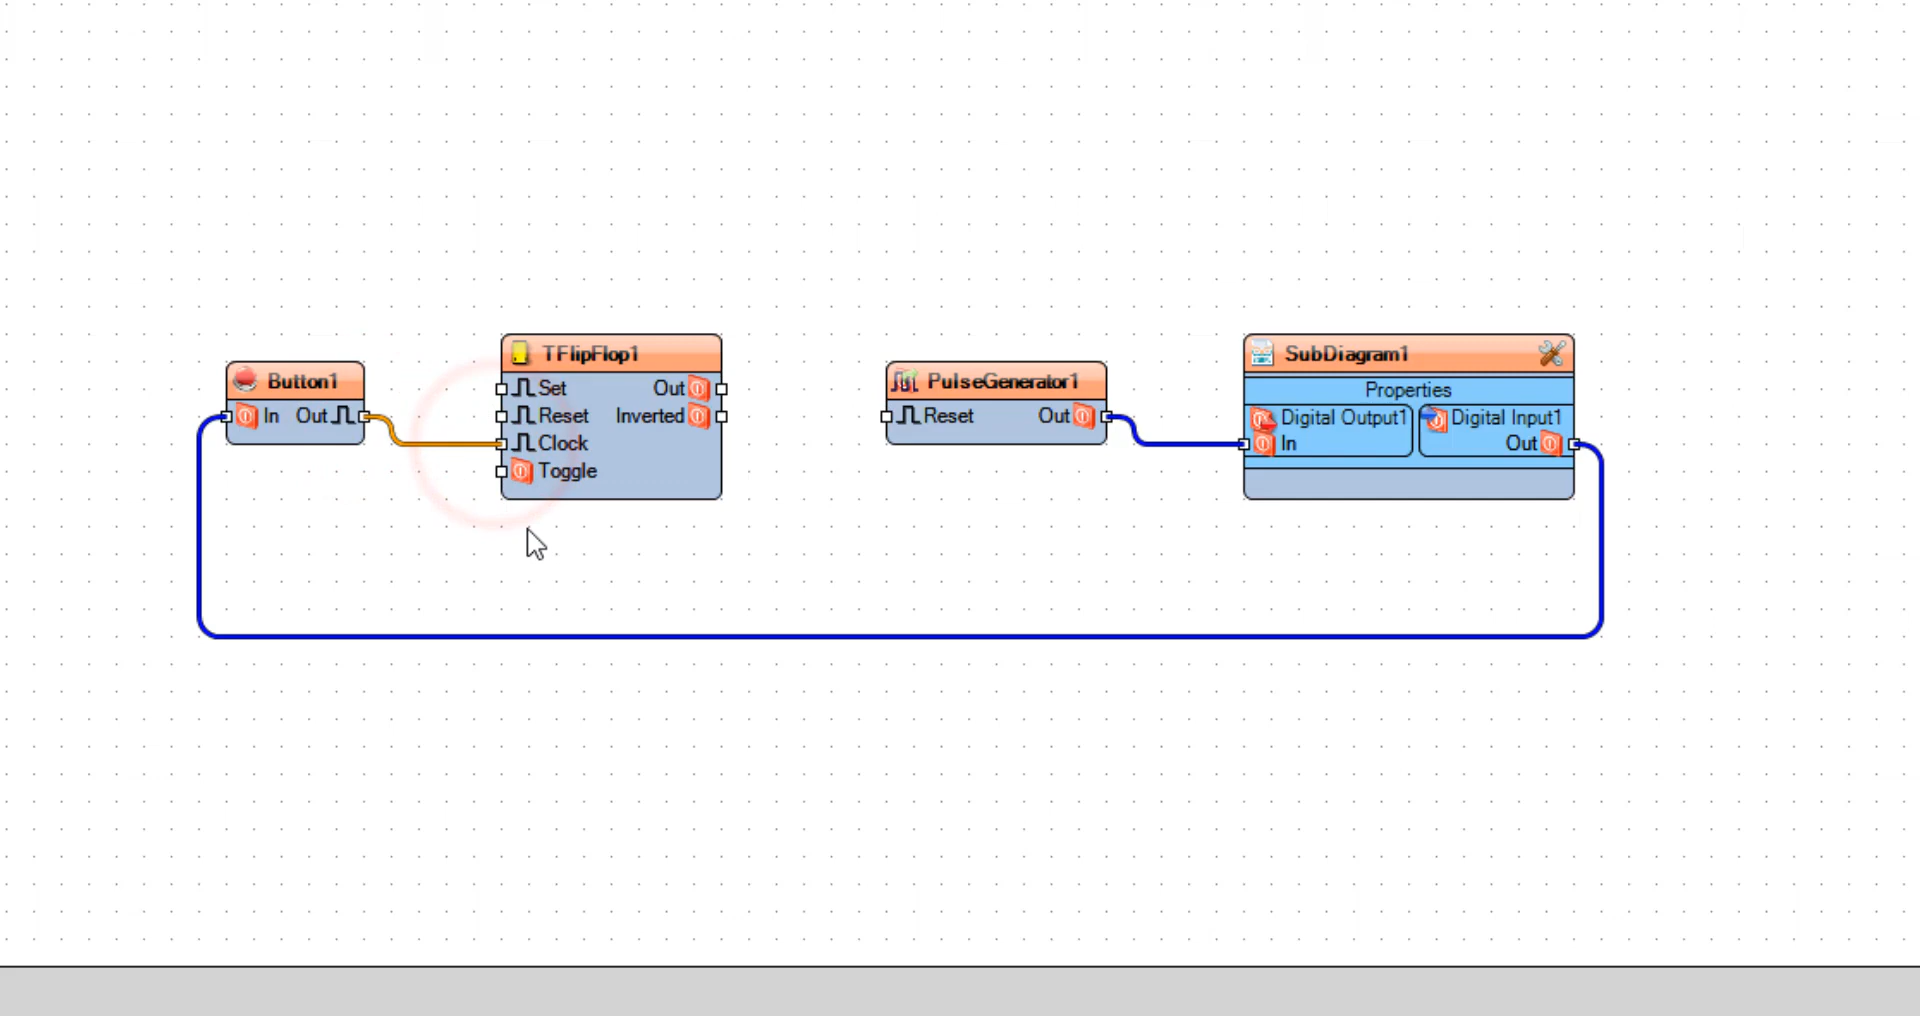 Button1
In Out
TFlipFlop1
Set Out
Reset Inverted
Clock
Toggle
PulseGenerator1
Reset Out
SubDiagram1
Properties
Digital Output1 Digital Input1
In Out